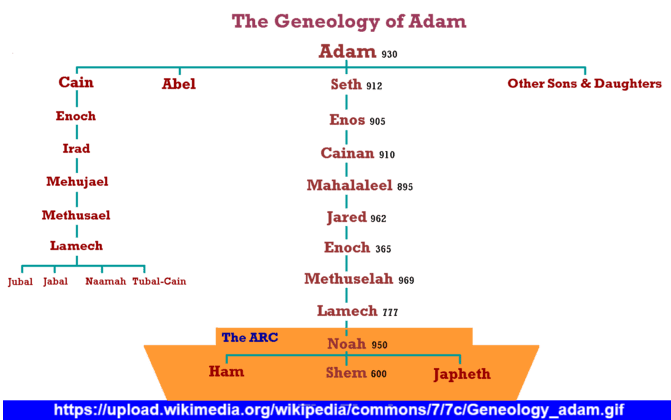 The Geneology of Adam
Adam 930
Cain Abel Seth 912 Other Sons & Daughters
Enoch Enos 905
Irad Cainan 910
Mehujael Mahalaleel 895
Methusael Jared 962
Lamech Enoch 365
Jubal Jabal Naamah Tubal-Cain Methuselah 969
Lamech 777
The ARC
Noah 950
Ham Shem 600 Japheth
https://upload.wikimedia.org/wikipedia/commons/7/7c/Geneology_adam.gif